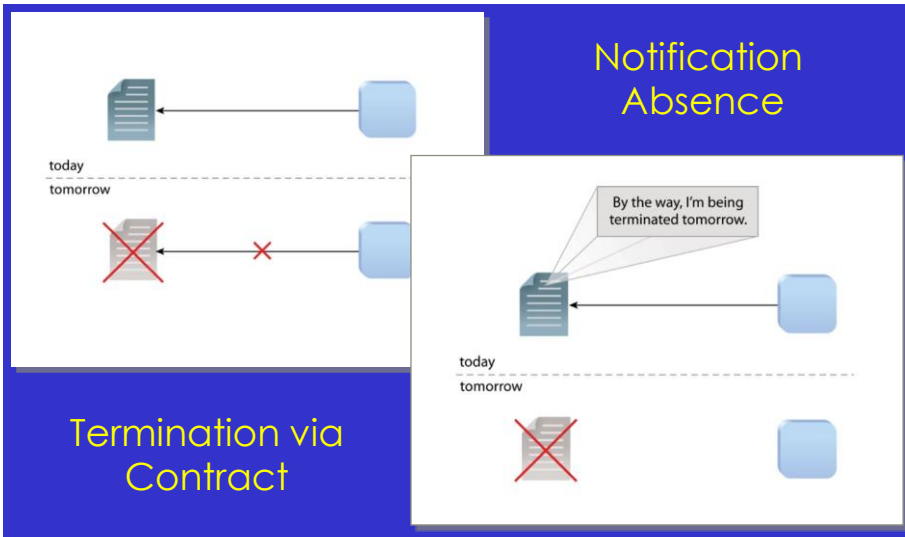 Notification
Absence
today
tomorrow
By the way, I'm being
terminated tomorrow.
today
tomorrow
Termination via
Contract